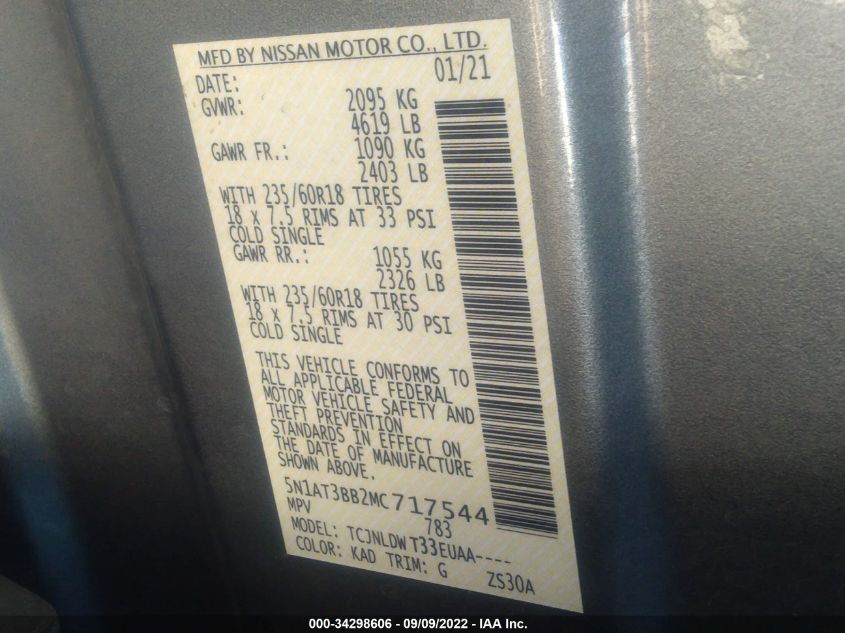 MFD BY NISSAN MOTOR CO., LTD.
DATE: 01/21
GVWR: 2095 KG
4619 LB
GAWR FR.: 1090 KG
2403 LB
WITH 235/60R18 TIRES
18 x 7.5 RIMS AT 33 PSI
COLD SINGLE
GAWR RR.: 1055 KG
2326 LB
WITH 235/60R18 TIRES
18 x 7.5 RIMS AT 30 PSI
COLD SINGLE
THIS VEHICLE CONFORMS TO
ALL APPLICABLE FEDERAL
MOTOR VEHICLE SAFETY AND
THEFT PREVENTION
STANDARDS IN EFFECT ON
THE DATE OF MANUFACTURE
SHOWN ABOVE.
5N1AT3BB2MC717544
MPV 783
MODEL: TCJNLDWT33EUAA----
COLOR: KAD TRIM: G ZS30A
000-34298606 - 09/09/2022 - IAA Inc.